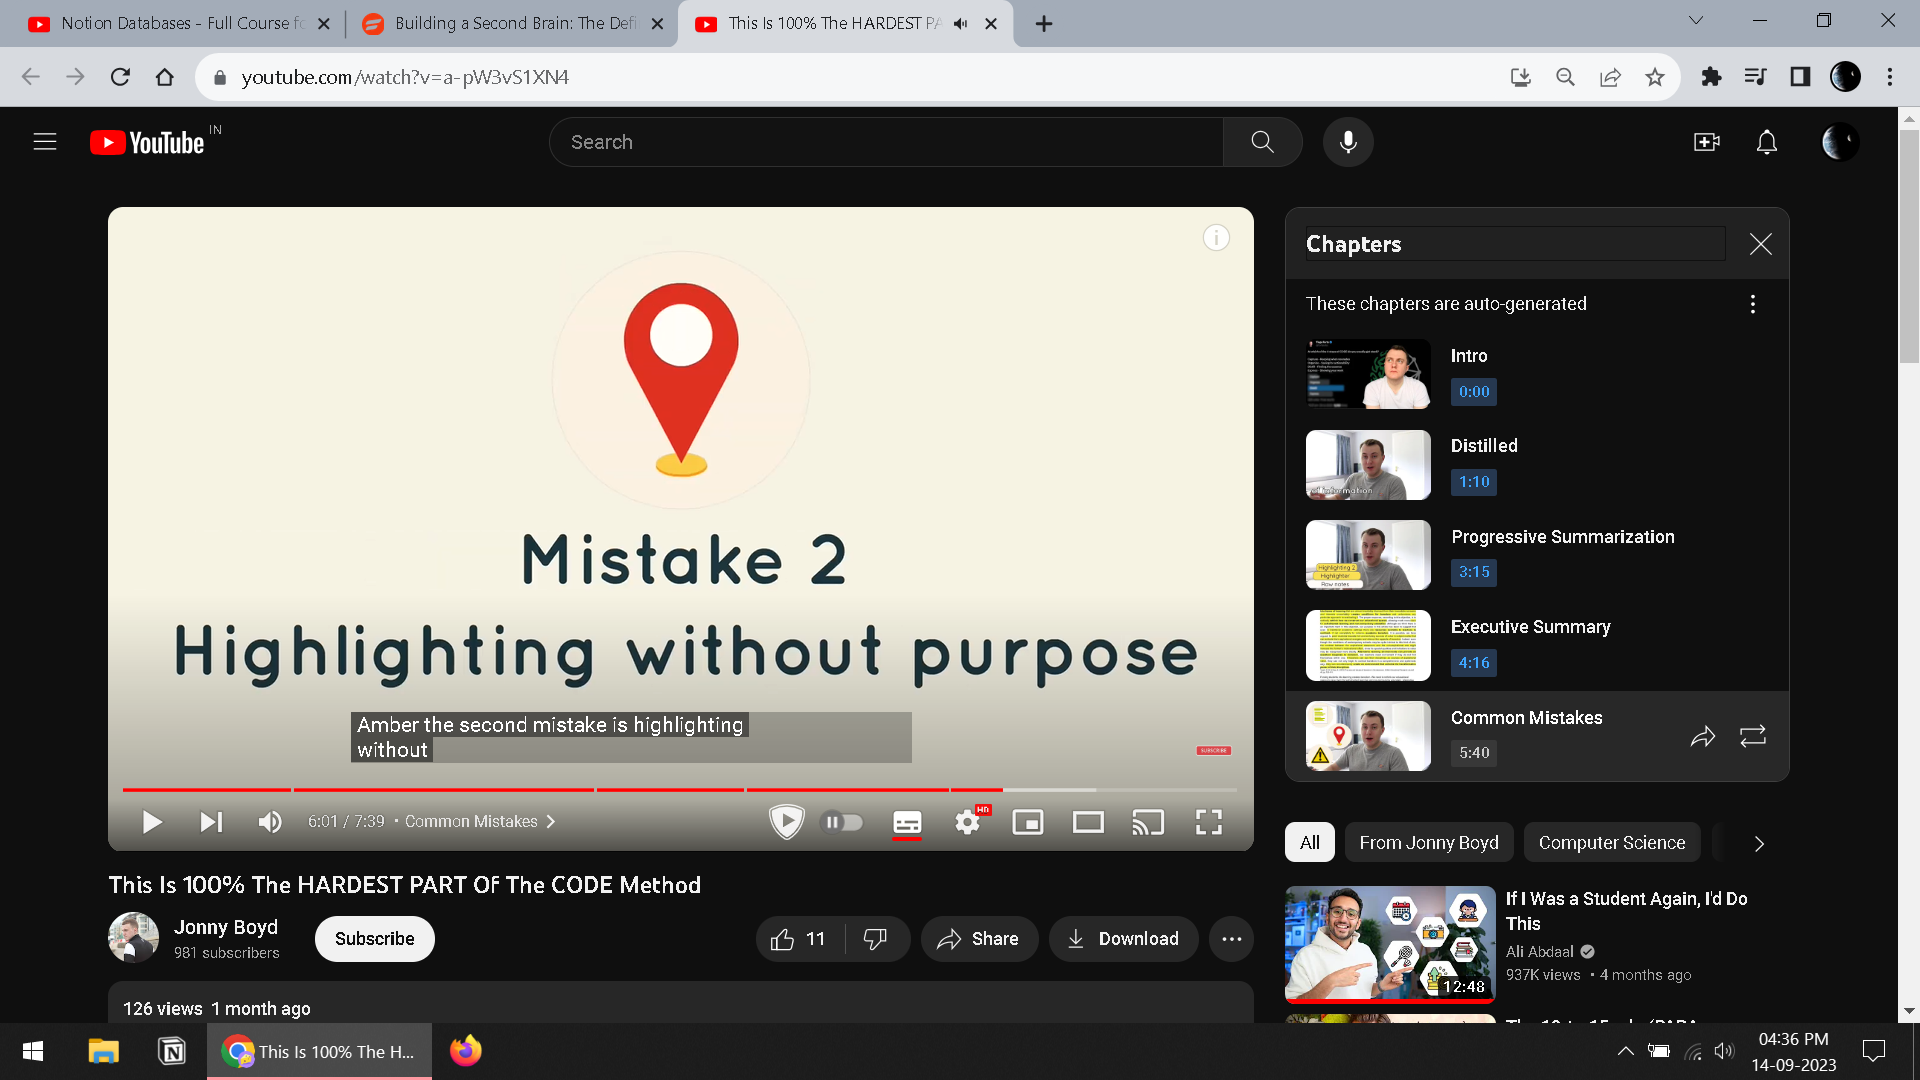 Notion Databases - Full Course fo
Building a Second Brain: The Defi
This Is 100% The HARDEST PA
youtube.com/watch?v=a-pW3vS1XN4
YouTube IN
Search
Mistake 2
Highlighting without purpose
Amber the second mistake is highlighting
without
SUBSCRIBE
6:01 / 7:39 • Common Mistakes
HD
Chapters
These chapters are auto-generated
Intro
0:00
Distilled
1:10
Progressive Summarization
3:15
Highlighting 2
Highlighter
Raw notes
Executive Summary
4:16
Common Mistakes
5:40
This Is 100% The HARDEST PART Of The CODE Method
Jonny Boyd
981 subscribers
Subscribe
11
Share
Download
126 views 1 month ago
All
From Jonny Boyd
Computer Science
If I Was a Student Again, I'd Do
This
Ali Abdaal
937K views • 4 months ago
12:48
This Is 100% The H...
04:36 PM
14-09-2023